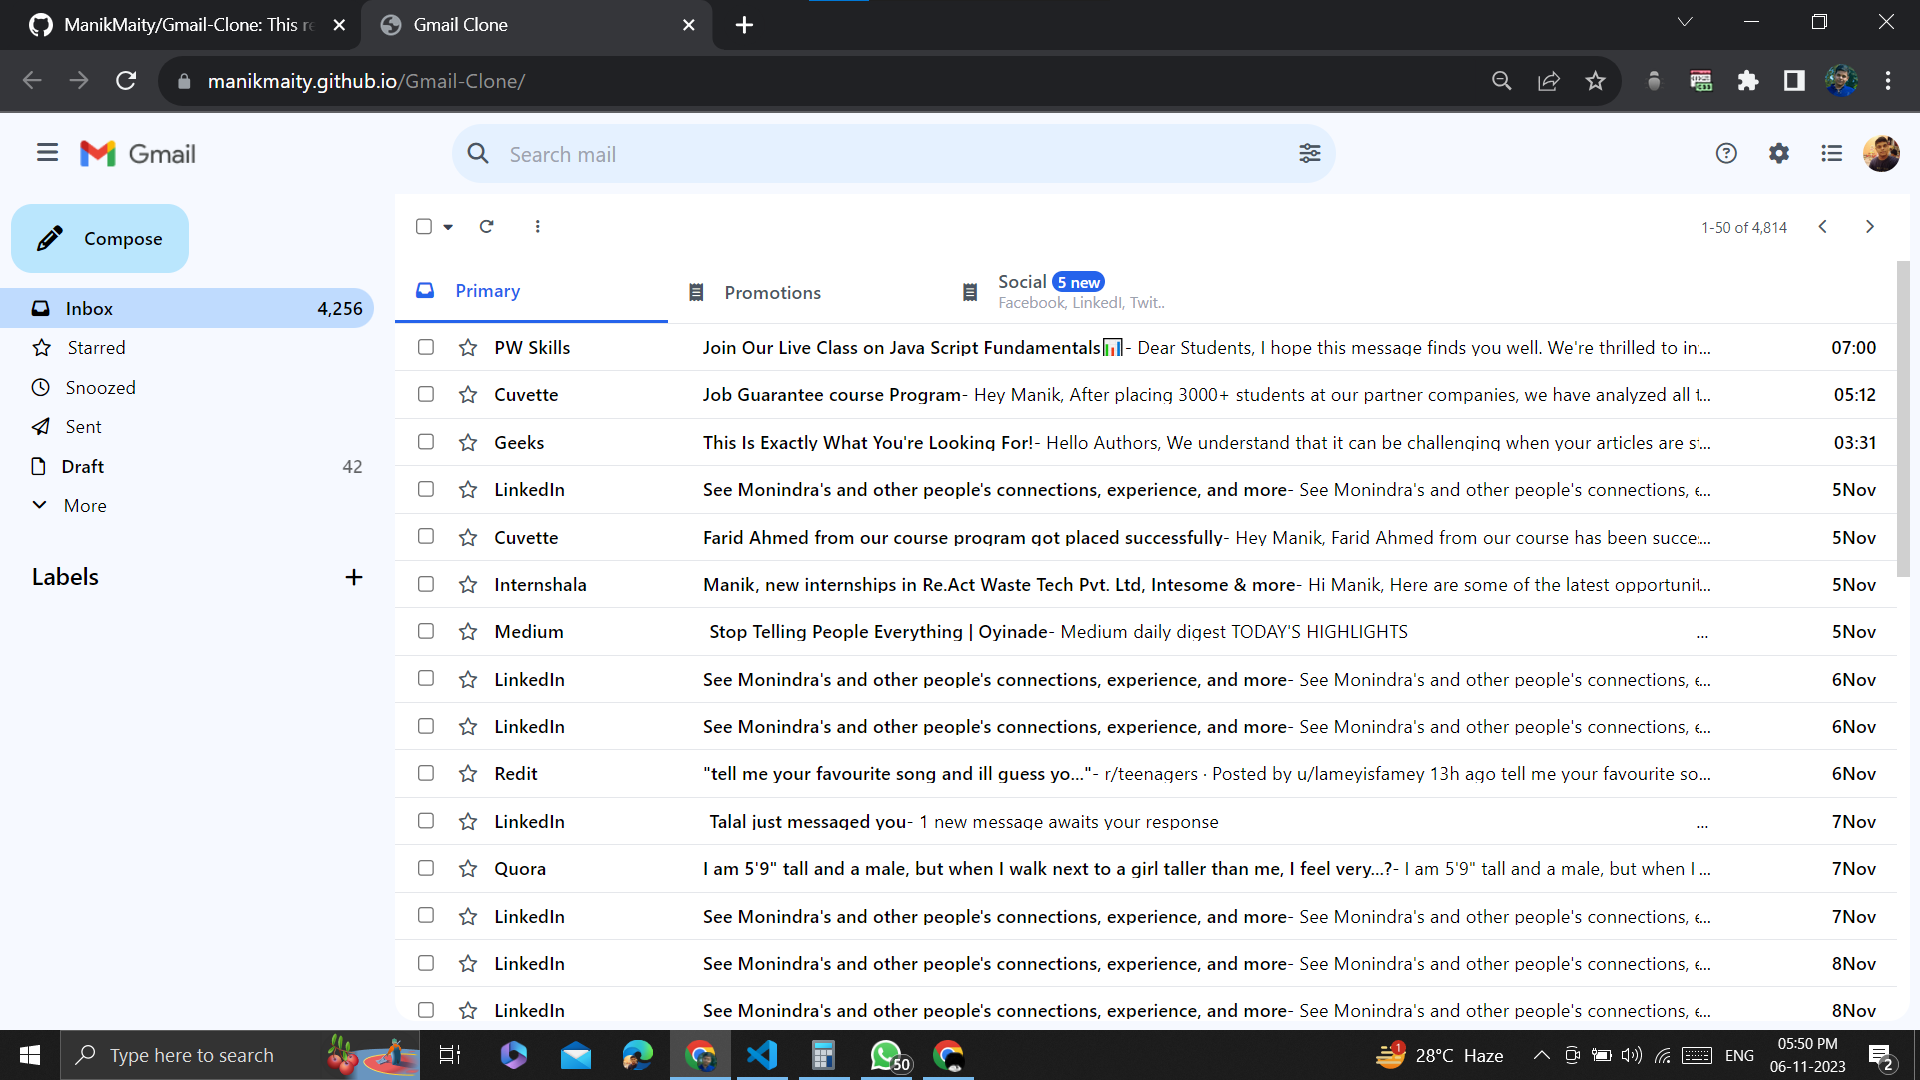 ManikMaity/Gmail-Clone: This re
Gmail Clone
manikmaity.github.io/Gmail-Clone/
Gmail
Search mail
Compose
1-50 of 4,814
Inbox 4,256
Starred
Snoozed
Sent
Draft 42
More
Labels
Primary
Promotions
Social 5 new
Facebook, LinkedI, Twit..
PW Skills Join Our Live Class on Java Script Fundamentals📊- Dear Students, I hope this message finds you well. We're thrilled to in... 07:00
Cuvette Job Guarantee course Program- Hey Manik, After placing 3000+ students at our partner companies, we have analyzed all t... 05:12
Geeks This Is Exactly What You're Looking For!- Hello Authors, We understand that it can be challenging when your articles are s... 03:31
LinkedIn See Monindra's and other people's connections, experience, and more- See Monindra's and other people's connections, e... 5Nov
Cuvette Farid Ahmed from our course program got placed successfully- Hey Manik, Farid Ahmed from our course has been succe... 5Nov
Internshala Manik, new internships in Re.Act Waste Tech Pvt. Ltd, Intesome & more- Hi Manik, Here are some of the latest opportunit... 5Nov
Medium Stop Telling People Everything | Oyinade- Medium daily digest TODAY'S HIGHLIGHTS ... 5Nov
LinkedIn See Monindra's and other people's connections, experience, and more- See Monindra's and other people's connections, e... 6Nov
LinkedIn See Monindra's and other people's connections, experience, and more- See Monindra's and other people's connections, e... 6Nov
Redit "tell me your favourite song and ill guess yo..."- r/teenagers · Posted by u/lameyisfamey 13h ago tell me your favourite so... 6Nov
LinkedIn Talal just messaged you- 1 new message awaits your response ... 7Nov
Quora I am 5'9" tall and a male, but when I walk next to a girl taller than me, I feel very...?- I am 5'9" tall and a male, but when I ... 7Nov
LinkedIn See Monindra's and other people's connections, experience, and more- See Monindra's and other people's connections, e... 7Nov
LinkedIn See Monindra's and other people's connections, experience, and more- See Monindra's and other people's connections, e... 8Nov
LinkedIn See Monindra's and other people's connections, experience, and more- See Monindra's and other people's connections, e... 8Nov
Type here to search
50
1
28°C Haze
ENG
05:50 PM
06-11-2023
2